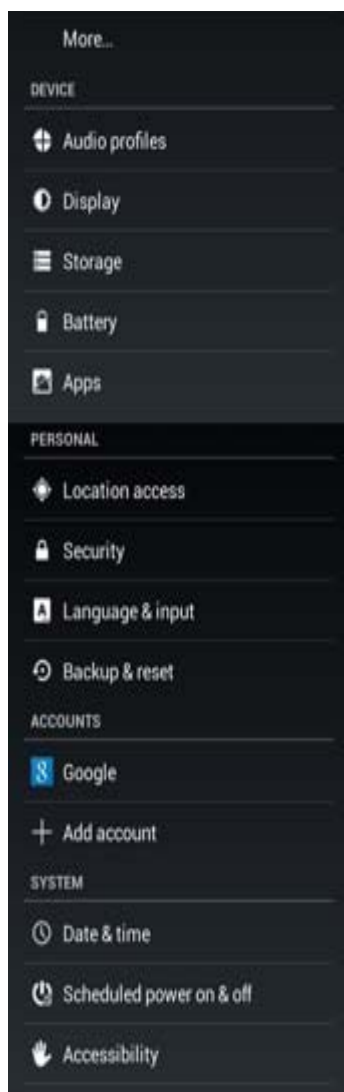 More...
DEVICE
Audio profiles
Display
Storage
Battery
Apps
PERSONAL
Location access
Security
A Language & input
Backup & reset
ACCOUNTS
8 Google
Add account
SYSTEM
Date & time
Scheduled power on & off
Accessibility